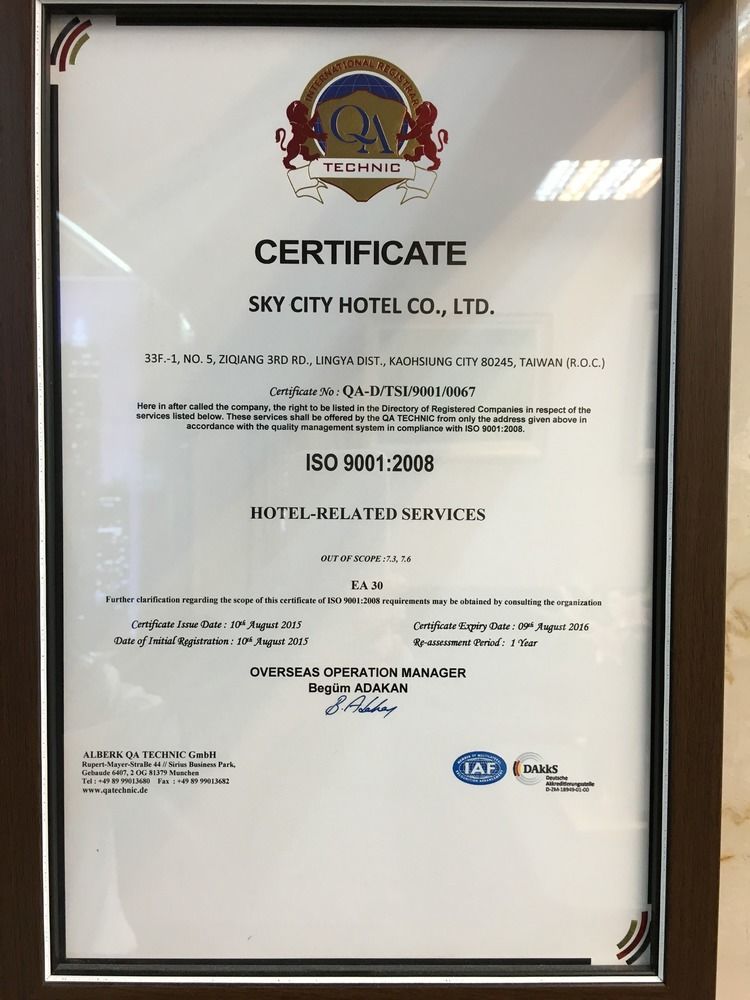 INTERNATIONAL REGISTRAR
QA
TECHNIC
CERTIFICATE
SKY CITY HOTEL CO., LTD.
33F.-1, NO. 5, ZIQIANG 3RD RD., LINGYA DIST., KAOHSIUNG CITY 80245, TAIWAN (R.O.C.)
Certificate No : QA-D/TSI/9001/0067
Here in after called the company, the right to be listed in the Directory of Registered Companies in respect of the
services listed below. These services shall be offered by the QA TECHNIC from only the address given above in
accordance with the quality management system in compliance with ISO 9001:2008.
ISO 9001:2008
HOTEL-RELATED SERVICES
OUT OF SCOPE :7.3, 7.6
EA 30
Further clarification regarding the scope of this certificate of ISO 9001:2008 requirements may be obtained by consulting the organization
Certificate Issue Date : 10th August 2015 Certificate Expiry Date : 09th August 2016
Date of Initial Registration : 10th August 2015 Re-assessment Period : 1 Year
OVERSEAS OPERATION MANAGER
Begüm ADAKAN
ALBERK QA TECHNIC GmbH
Rupert-Mayer-StraBe 44 // Sirius Business Park,
Gebaude 6407, 2 OG 81379 Munchen
Tel : +49 89 99013680 Fax : +49 89 99013682
www.qatechnic.de
IAF
DAkkS
Deutsche
Akkreditierungsstelle
D-ZM-18949-01-00